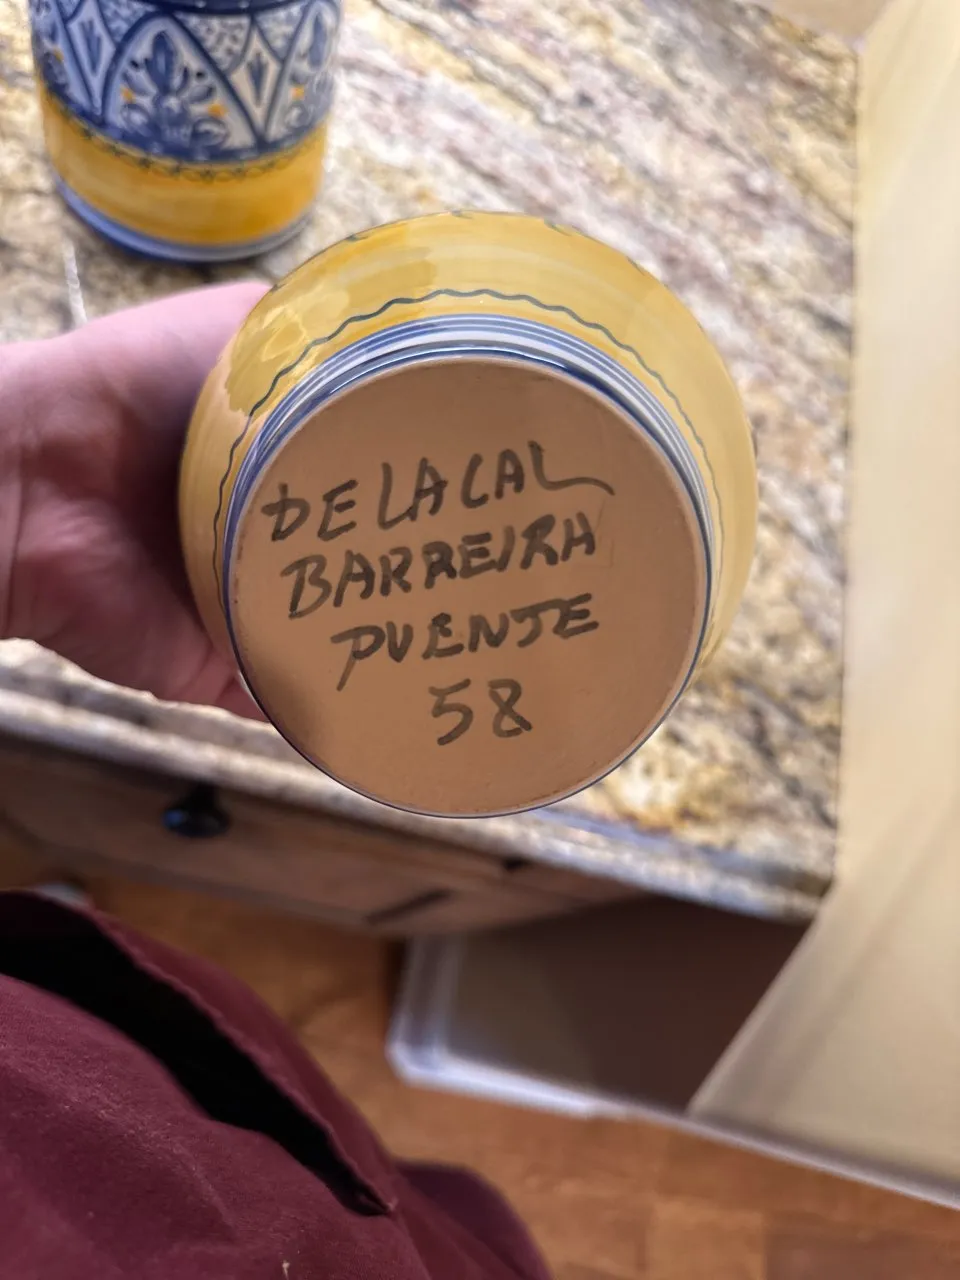 DE LA CAL
BARREIRA
PUENTE
58